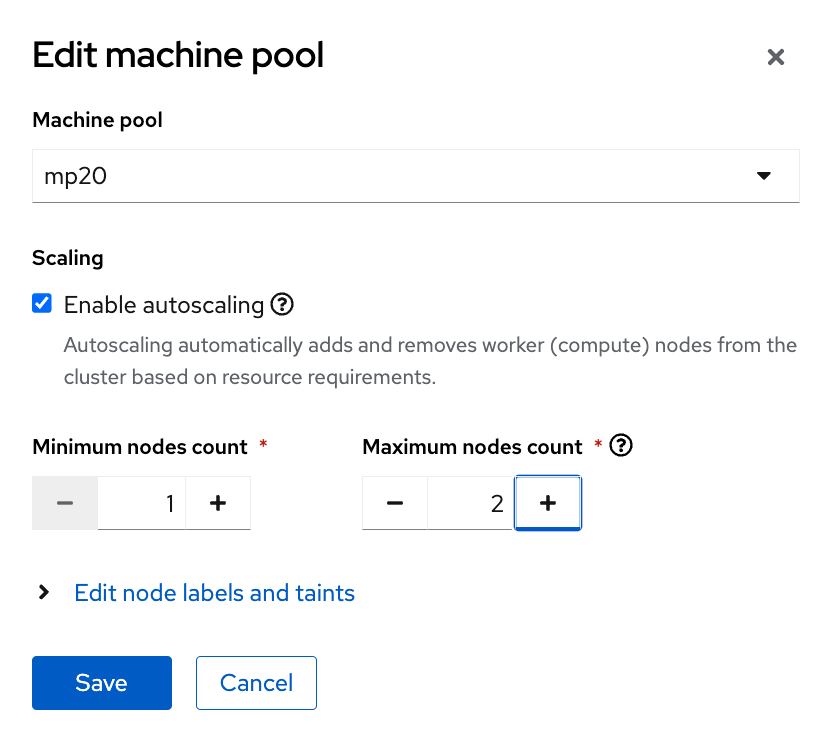 Edit machine pool
Machine pool
mp20
Scaling
Enable autoscaling
Autoscaling automatically adds and removes worker (compute) nodes from the
cluster based on resource requirements.
Minimum nodes count * Maximum nodes count *
1 2
Edit node labels and taints
Save Cancel